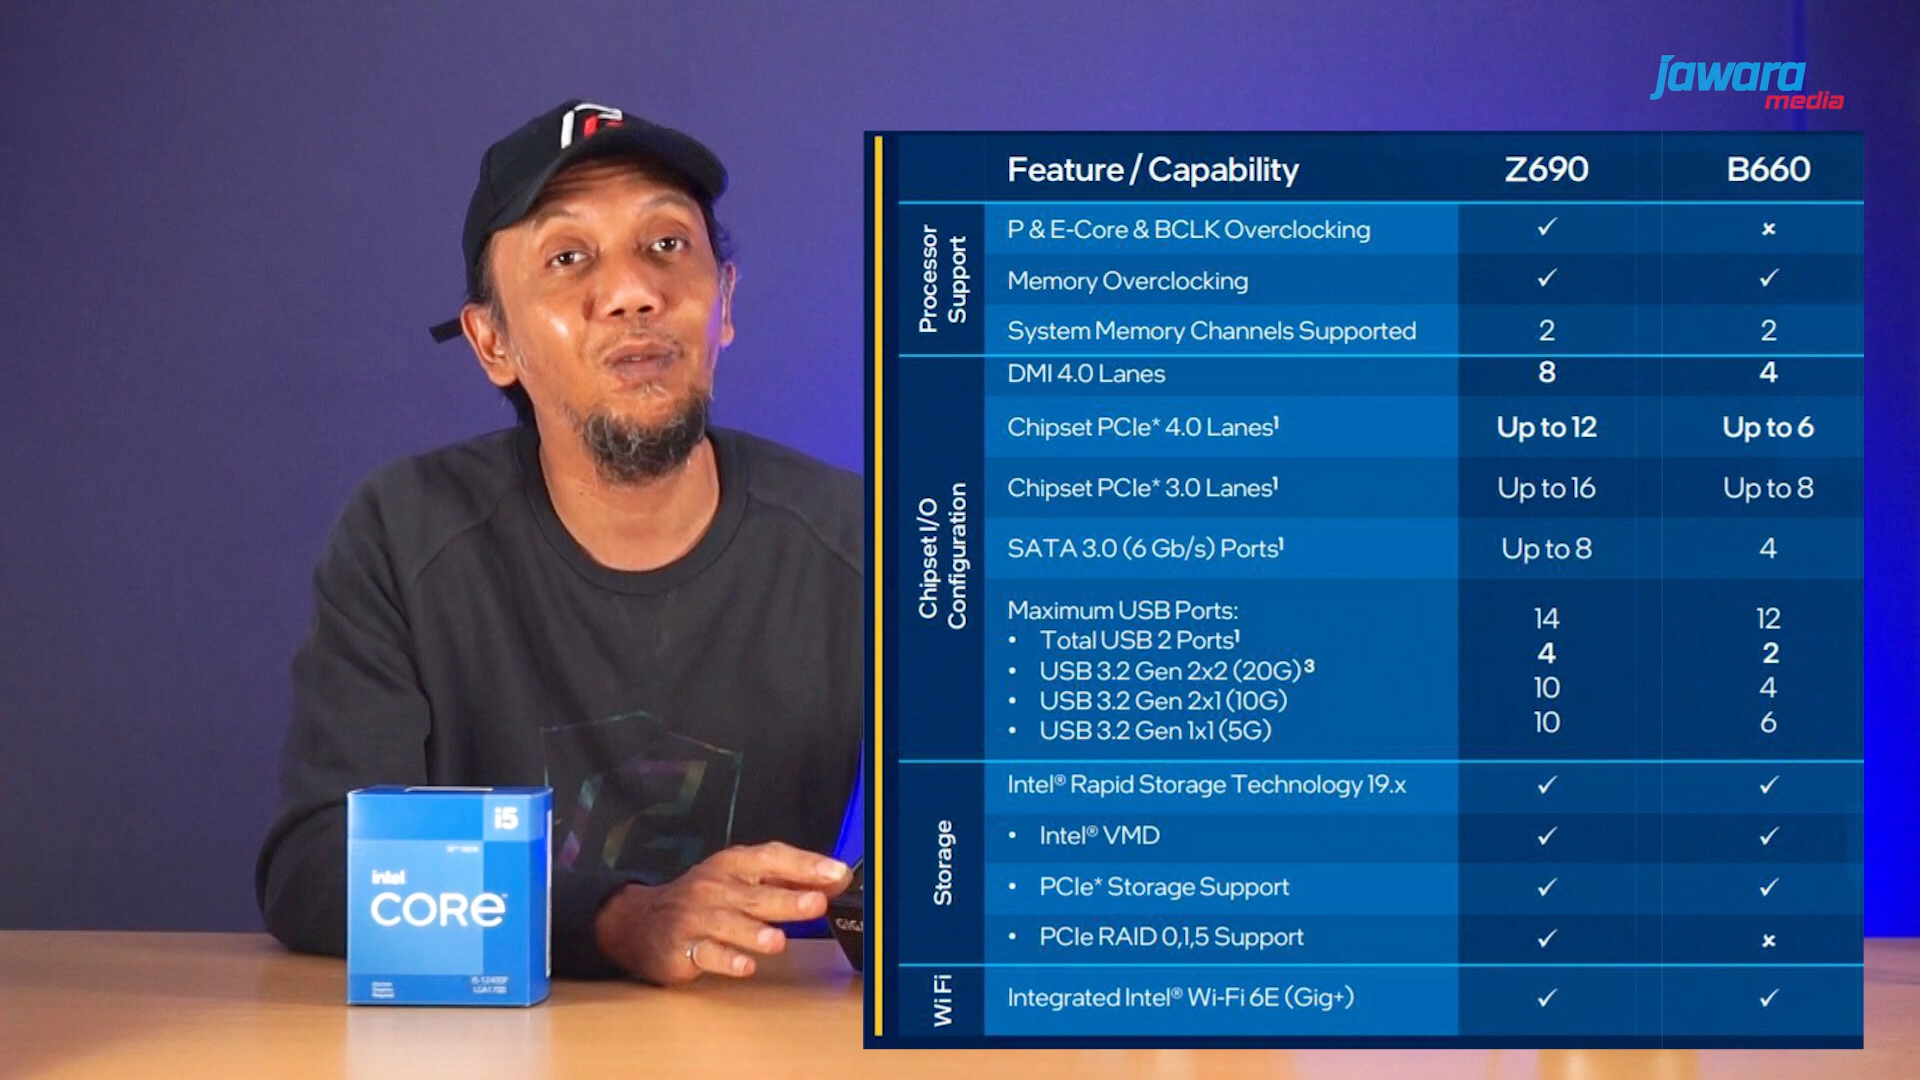 jawara
media
Feature / Capability Z690 B660
Processor
Support
P & E-Core & BCLK Overclocking ✓ ×
Memory Overclocking ✓ ✓
System Memory Channels Supported 2 2
Chipset I/O
Configuration
DMI 4.0 Lanes 8 4
Chipset PCIe* 4.0 Lanes¹ Up to 12 Up to 6
Chipset PCIe* 3.0 Lanes¹ Up to 16 Up to 8
SATA 3.0 (6 Gb/s) Ports¹ Up to 8 4
Maximum USB Ports: 14 12
• Total USB 2 Ports¹ 4 2
• USB 3.2 Gen 2x2 (20G)³ 10 4
• USB 3.2 Gen 2x1 (10G) 10 6
• USB 3.2 Gen 1x1 (5G)
Storage
Intel® Rapid Storage Technology 19.x ✓ ✓
• Intel® VMD ✓ ✓
• PCIe* Storage Support ✓ ✓
• PCIe RAID 0,1,5 Support ✓ ×
Wi Fi
Integrated Intel® Wi-Fi 6E (Gig+) ✓ ✓
i5
intel
CORE
LGA1700
GIG